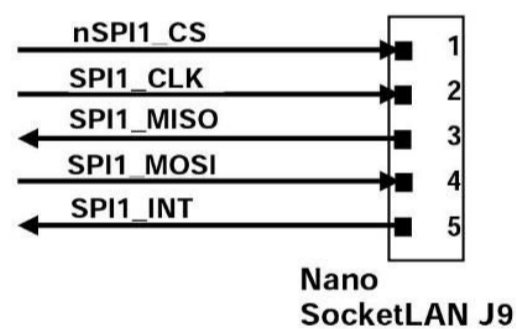 nSPI1_CS
1
SPI1_CLK
2
SPI1_MISO
3
SPI1_MOSI
4
SPI1_INT
5
Nano
SocketLAN J9